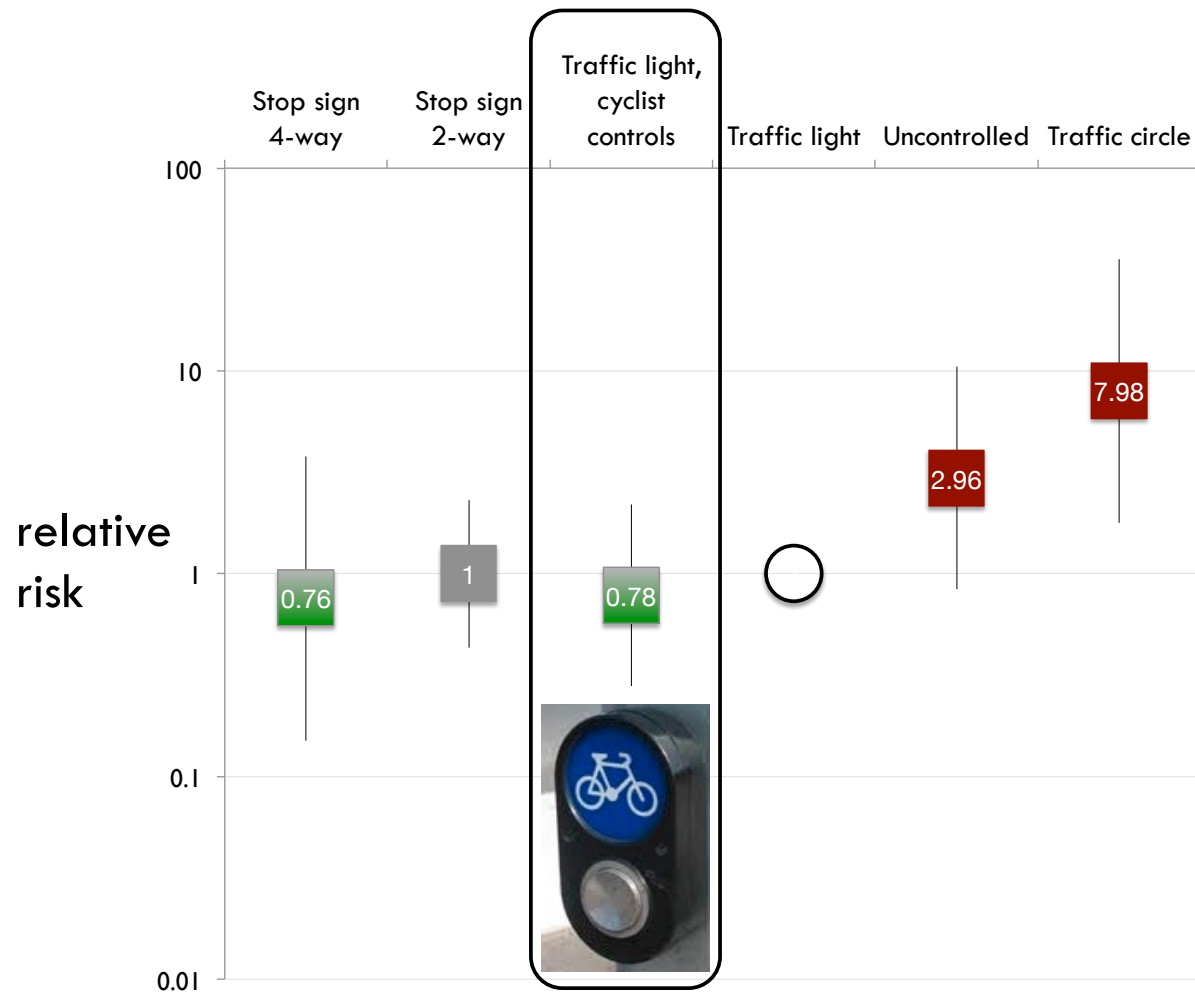 Stop sign
4-way
Stop sign
2-way
Traffic light,
cyclist
controls
Traffic light
Uncontrolled
Traffic circle
100
10
1
0.1
0.01
relative
risk
0.76
1
0.78
2.96
7.98